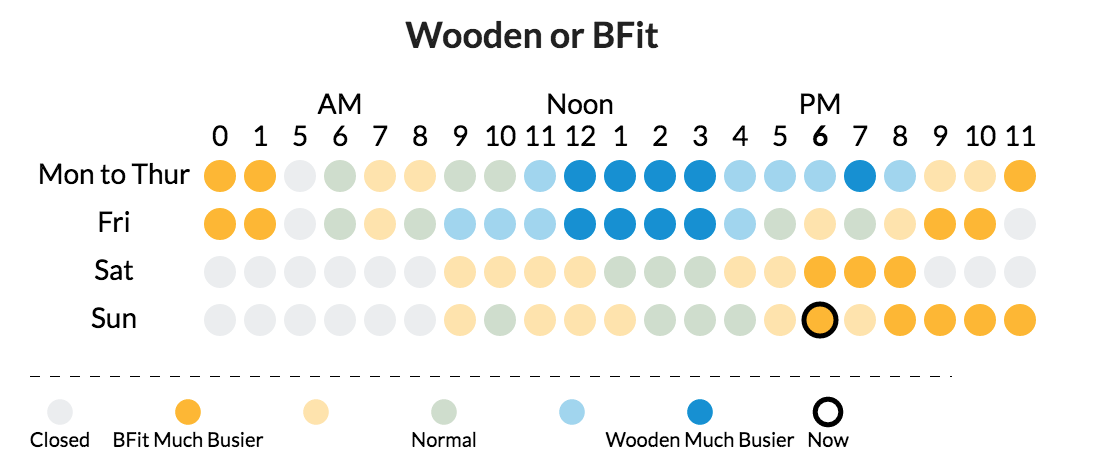 Wooden or BFit
AM Noon PM
0 1 5 6 7 8 9 10 11 12 1 2 3 4 5 6 7 8 9 10 11
Mon to Thur
Fri
Sat
Sun
Closed BFit Much Busier Normal Wooden Much Busier Now